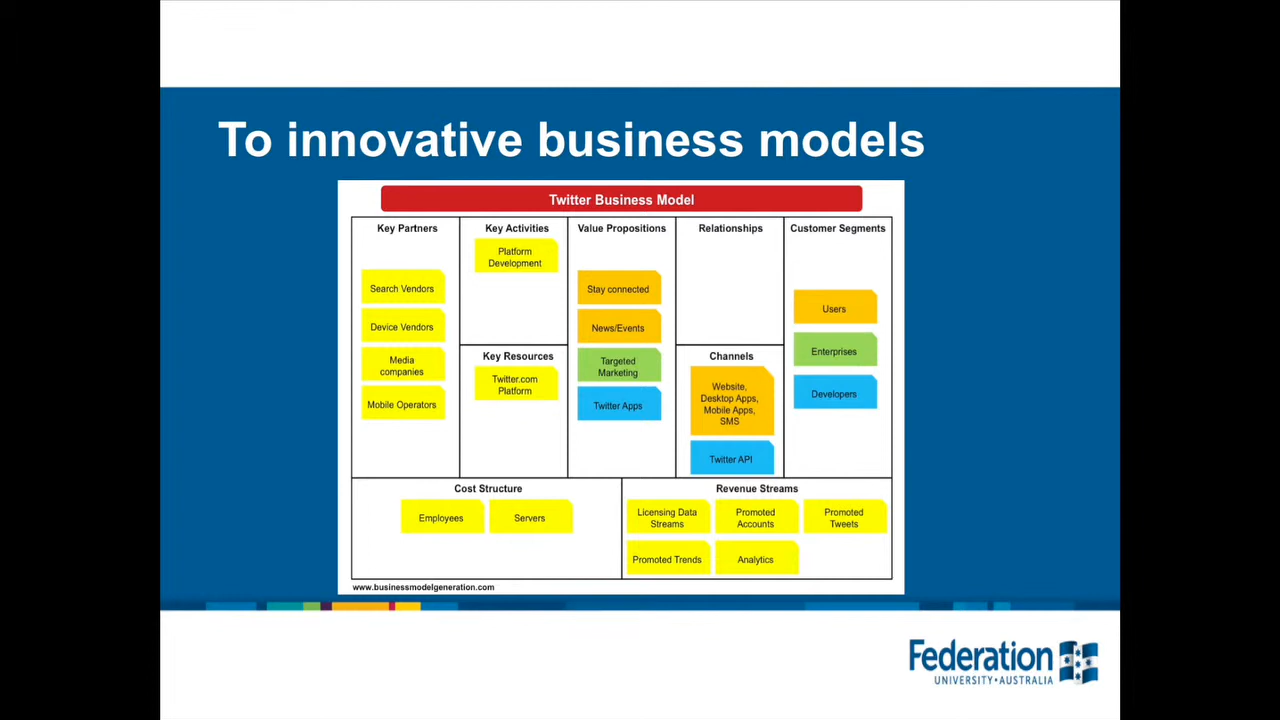 To innovative business models
Twitter Business Model
Key Partners
Search Vendors
Device Vendors
Media
companies
Mobile Operators
Key Activities
Platform
Development
Key Resources
Twitter.com
Platform
Value Propositions
Stay connected
News/Events
Targeted
Marketing
Twitter Apps
Relationships
Channels
Website,
Desktop Apps,
Mobile Apps,
SMS
Twitter API
Customer Segments
Users
Enterprises
Developers
Cost Structure
Employees
Servers
Revenue Streams
Licensing Data
Streams
Promoted
Accounts
Promoted
Tweets
Promoted Trends
Analytics
www.businessmodelgeneration.com
Federation
UNIVERSITY•AUSTRALIA